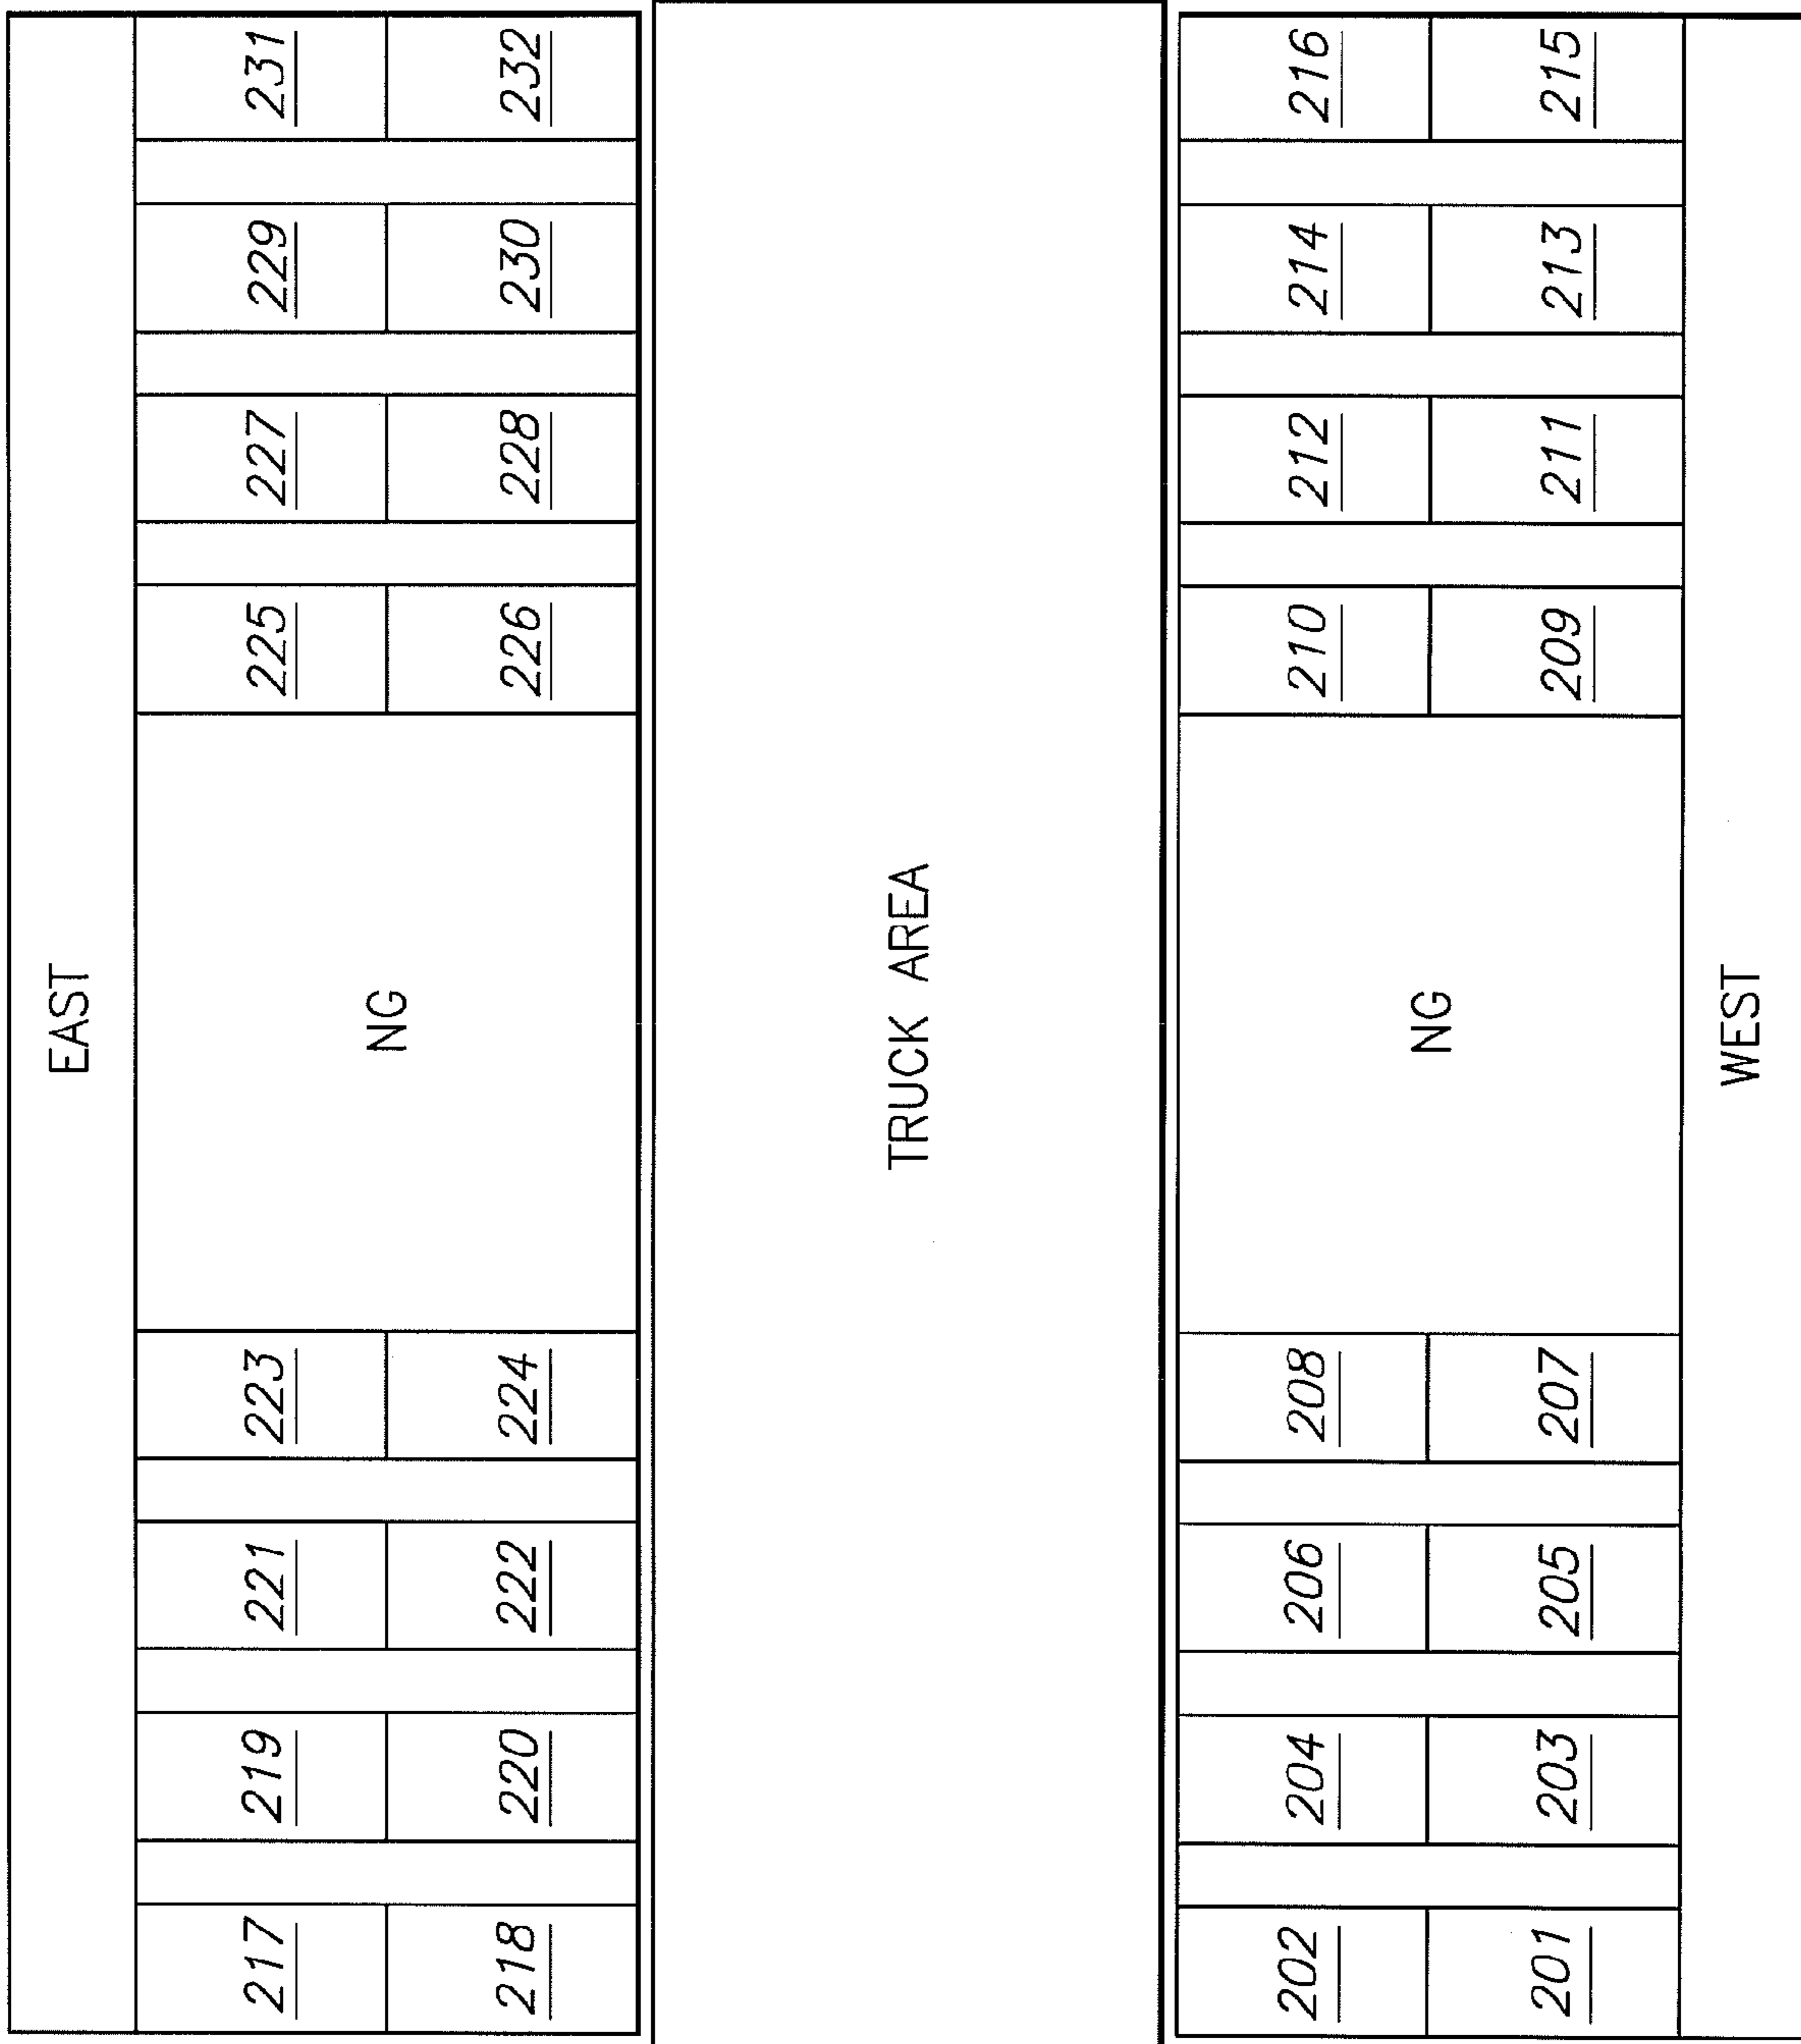 EAST
217 219 221 223 225 227 229 231
NG
218 220 222 224 226 228 230 232
TRUCK AREA
202 204 206 208 210 212 214 216
NG
201 203 205 207 209 211 213 215
WEST